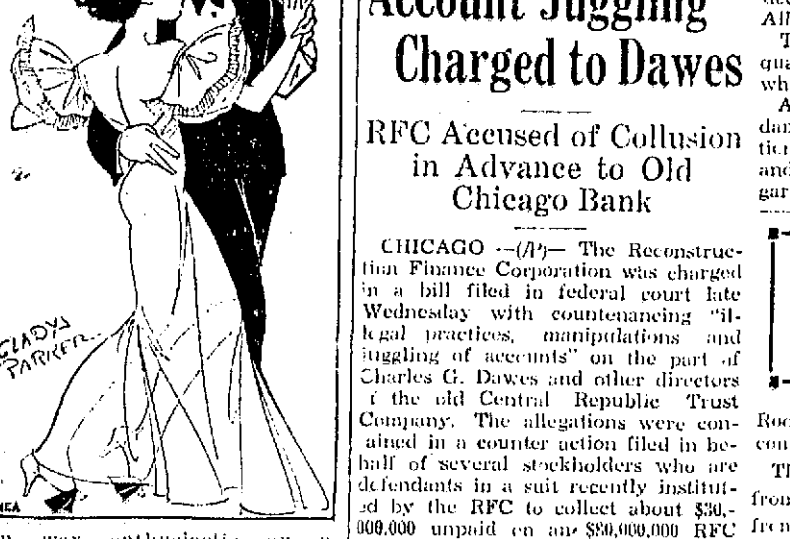 GLADYS
PARKER
NEA
Account Juggling
Charged to Dawes
RFC Accused of Collusion
in Advance to Old
Chicago Bank
CHICAGO --(AP)— The Reconstruc-
tion Finance Corporation was charged
in a bill filed in federal court late
Wednesday with countenancing "il-
legal practices, manipulations and
juggling of accounts" on the part of
Charles G. Dawes and other directors
of the old Central Republic Trust
Company. The allegations were con-
tained in a counter action filed in be-
half of several stockholders who are
defendants in a suit recently institut-
ed by the RFC to collect about $30,-
000,000 unpaid on an $80,000,000 RFC